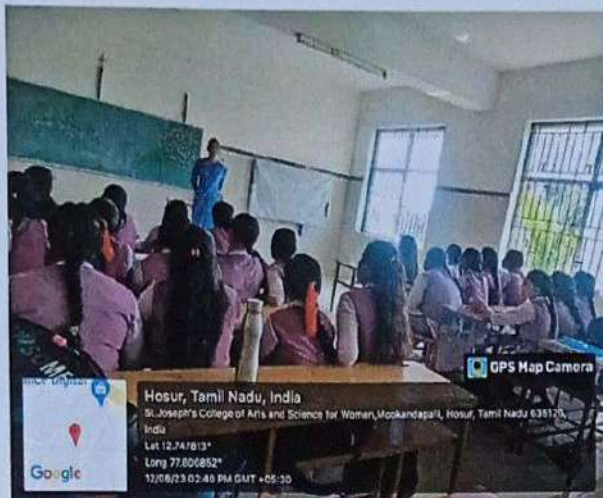 GPS Map Camera
Hosur, Tamil Nadu, India
St.Joseph's College of Arts and Science for Women,Mookandapalli, Hosur, Tamil Nadu 635126,
India
Lat 12.747813°
Long 77.806852°
12/08/23 02:48 PM GMT +05:30
Google